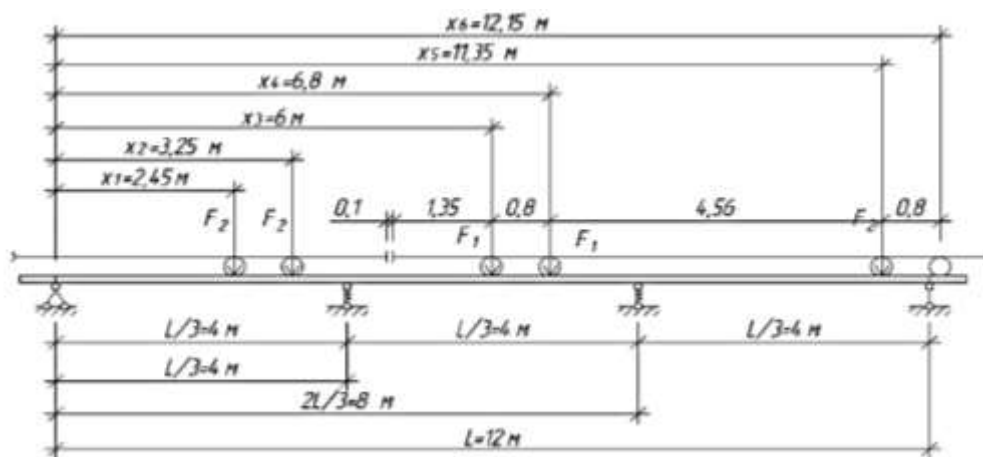 x6=12,15 м
x5=11,35 м
x4=6,8 м
x3=6 м
x2=3,25 м
x1=2,45 м
0,1 1,35 0,8 4,56 0,8
F2 F2 F1 F1 F2
L/3=4 м L/3=4 м L/3=4 м
L/3=4 м
2L/3=8 м
L=12 м